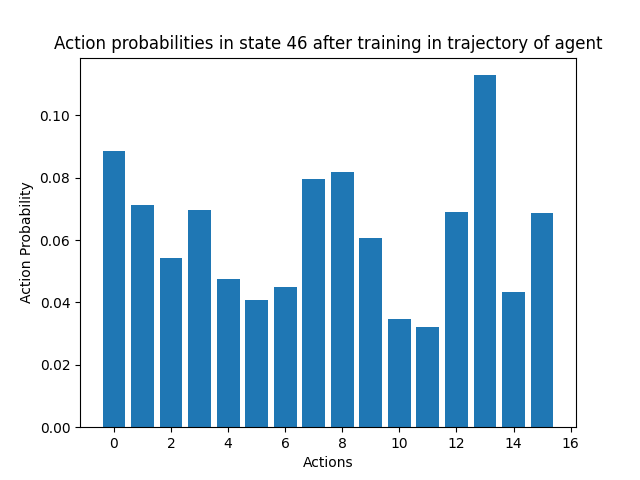 Action probabilities in state 46 after training in trajectory of agent
0.10
0.08
0.06
0.04
0.02
0.00
Action Probability
0 2 4 6 8 10 12 14 16
Actions